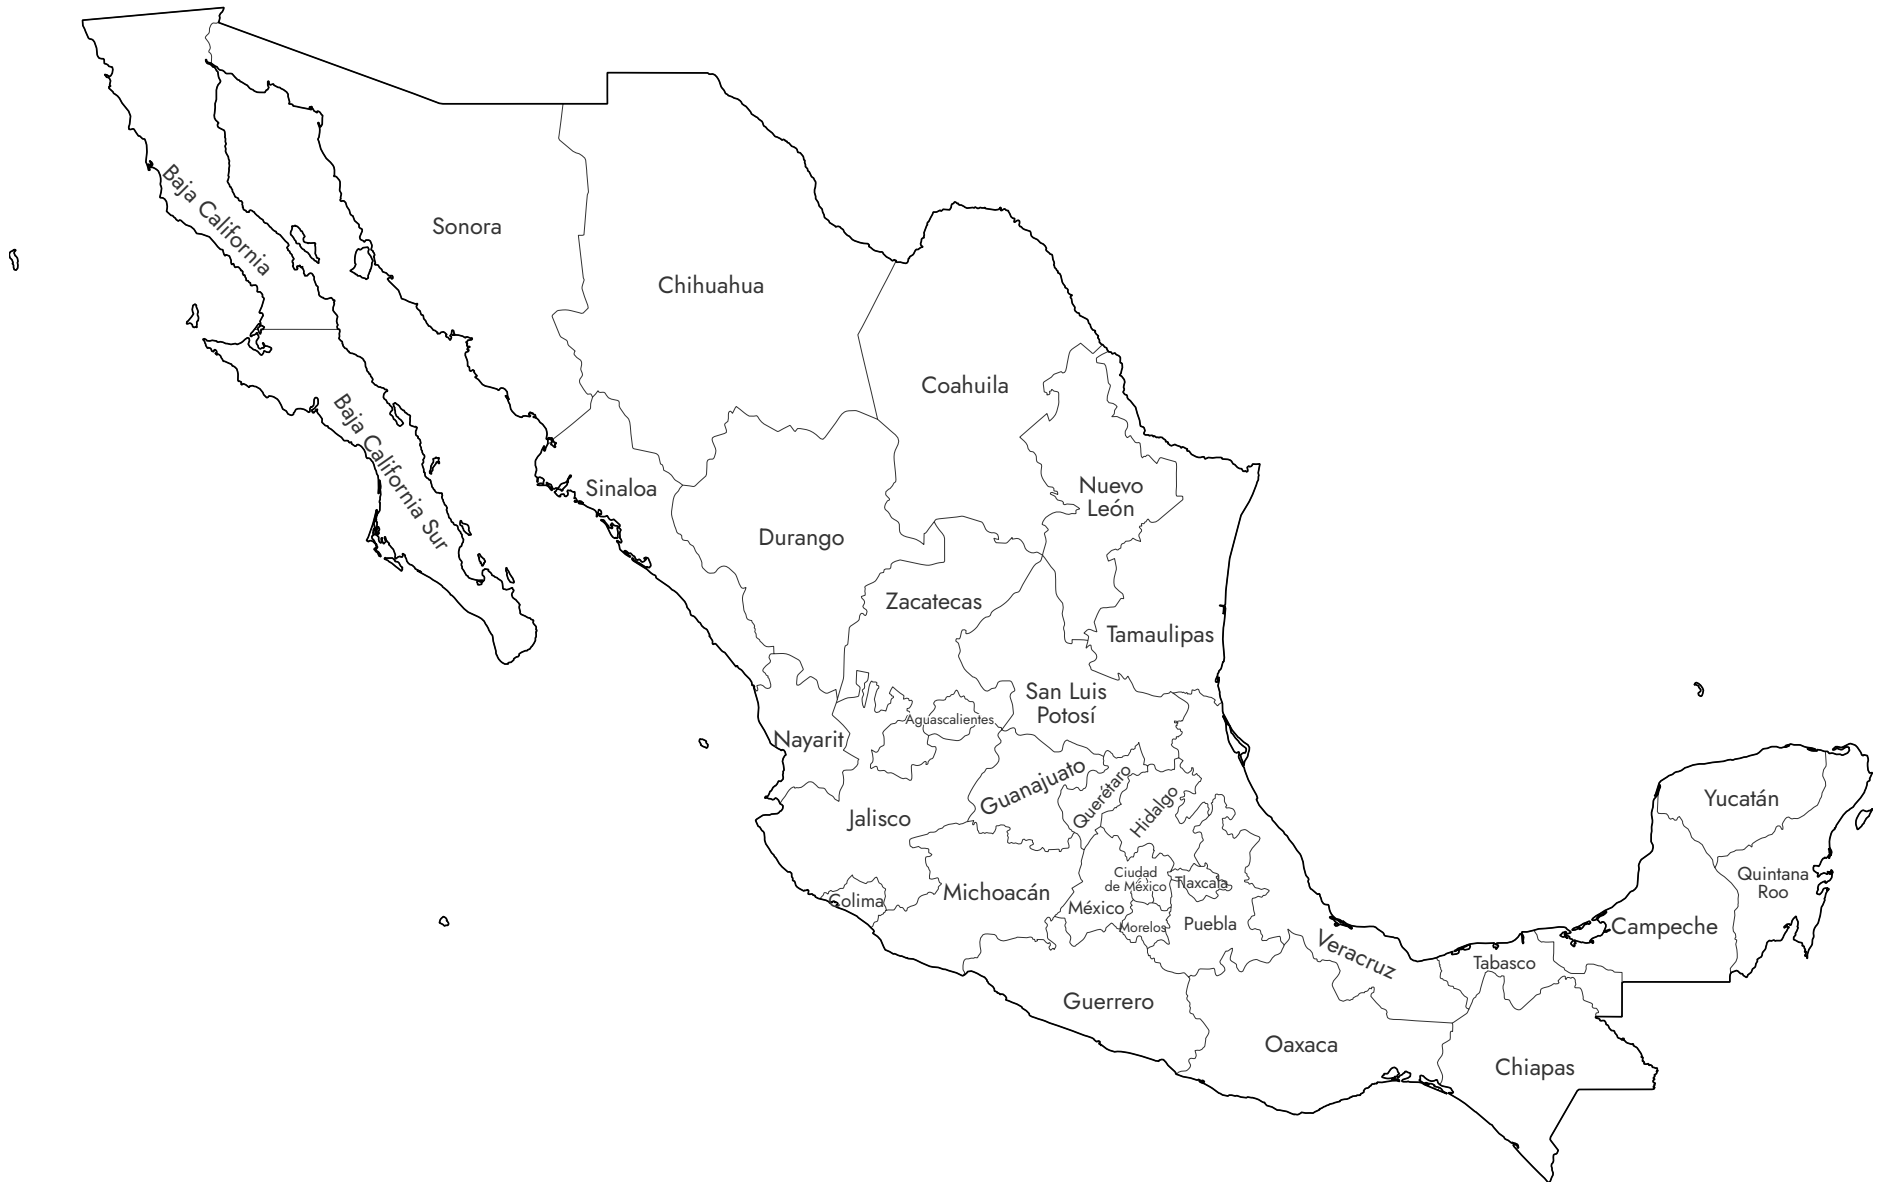 Baja California
Sonora
Chihuahua
Coahuila
Baja California Sur
Sinaloa
Nuevo
León
Durango
Zacatecas
Tamaulipas
San Luis
Potosí
Aguascalientes
Nayarit
Guanajuato
Querétaro
Hidalgo
Jalisco
Yucatán
Quintana
Roo
Ciudad
de México
Tlaxcala
Michoacán
Colima
México
Morelos
Puebla
Campeche
Veracruz
Tabasco
Guerrero
Oaxaca
Chiapas